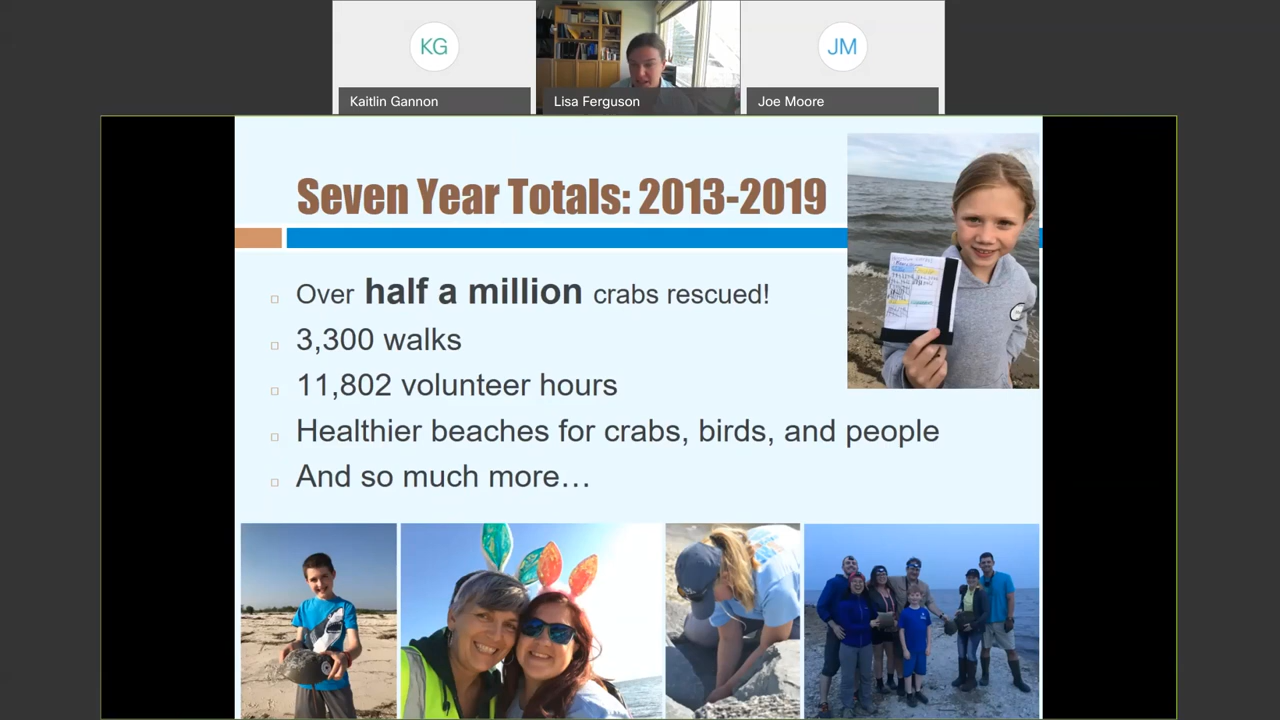 KG
JM
Kaitlin Gannon
Lisa Ferguson
Joe Moore
Seven Year Totals: 2013-2019
Over half a million crabs rescued!
3,300 walks
11,802 volunteer hours
Healthier beaches for crabs, birds, and people
And so much more…